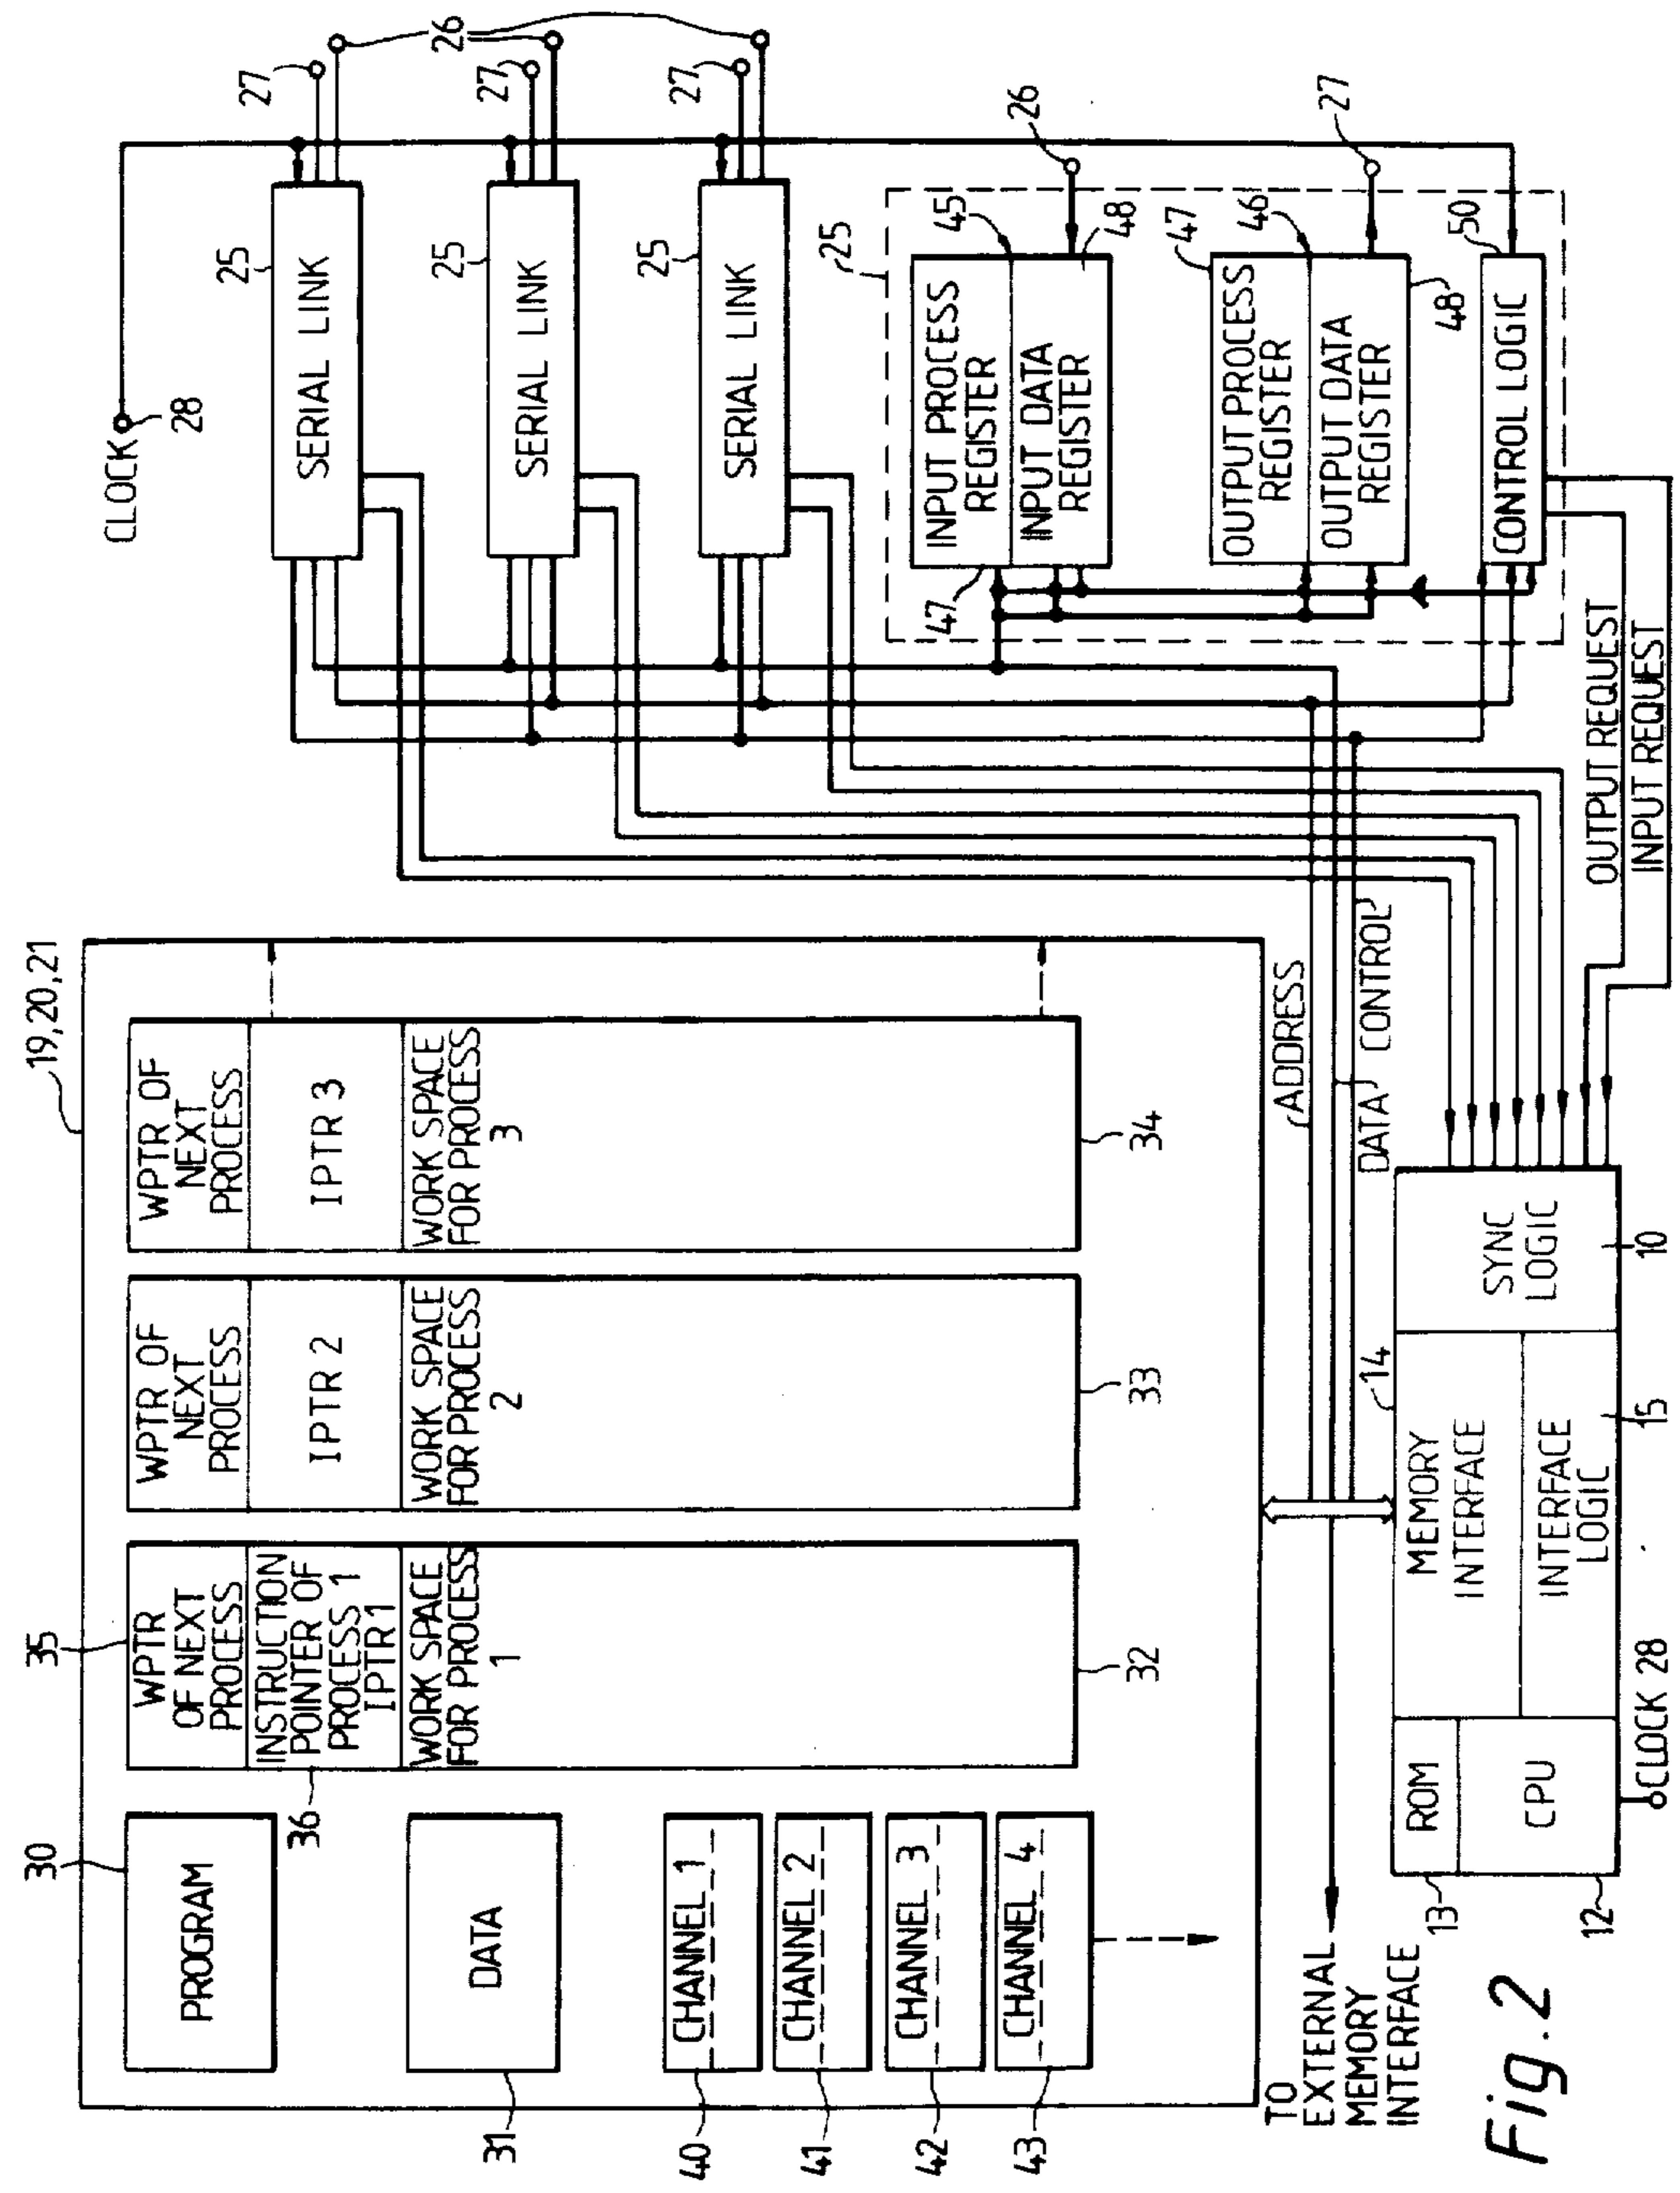 19,20,21
30
PROGRAM
31
DATA
40
CHANNEL 1
41
CHANNEL 2
42
CHANNEL 3
43
CHANNEL 4
35
WPTR
OF NEXT
PROCESS
36
INSTRUCTION
POINTER OF
PROCESS 1
IPTR1
WORK SPACE
FOR PROCESS
1
32
WPTR OF
NEXT
PROCESS
IPTR 2
WORK SPACE
FOR PROCESS
2
33
WPTR OF
NEXT
PROCESS
IPTR 3
WORK SPACE
FOR PROCESS
3
34
CLOCK
28
25
SERIAL LINK
27
26
25
SERIAL LINK
27
25
SERIAL LINK
27
25
47
INPUT PROCESS
REGISTER
INPUT DATA
REGISTER
45
48
26
OUTPUT PROCESS
REGISTER
OUTPUT DATA
REGISTER
47
46
48
27
CONTROL LOGIC
50
OUTPUT REQUEST
INPUT REQUEST
ADDRESS
DATA
CONTROL
TO
EXTERNAL
MEMORY
INTERFACE
13
ROM
12
CPU
CLOCK 28
14
MEMORY
INTERFACE
INTERFACE
LOGIC
15
SYNC
LOGIC
10
Fig.2